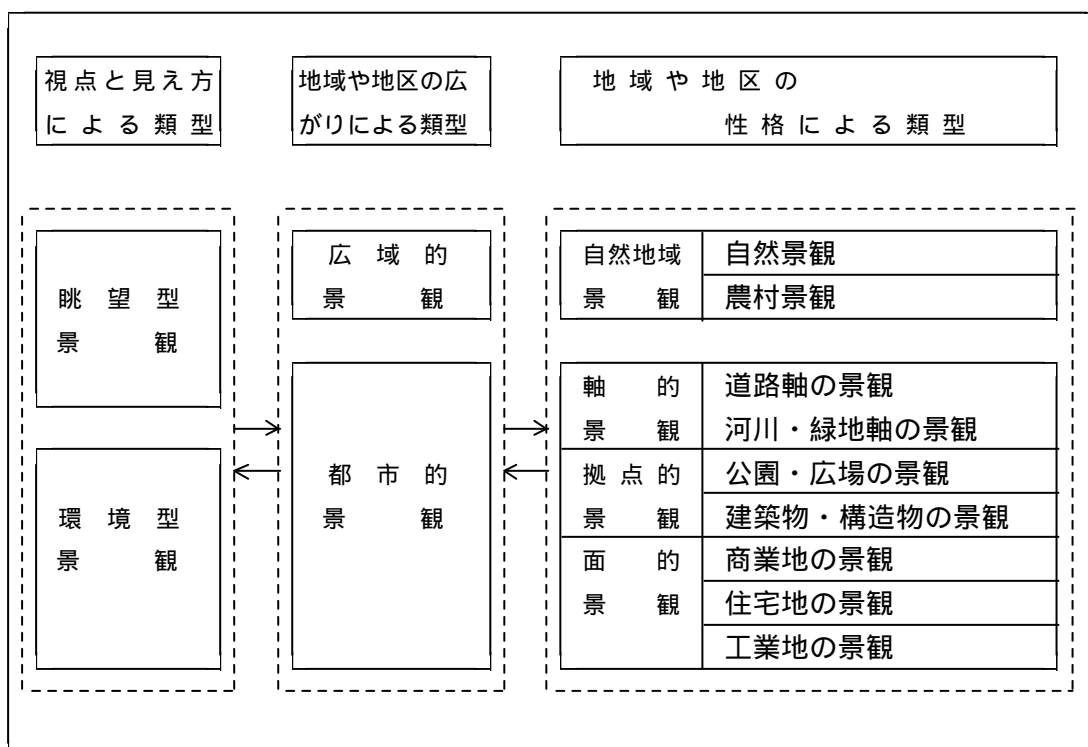 視点と見え方
による類型
地域や地区の広
がりによる類型
地域や地区の
性格による類型
眺望型
景観
環境型
景観
広域的
景観
都市的
景観
自然地域
景観
自然景観
農村景観
軸的
景観
道路軸の景観
河川・緑地軸の景観
拠点的
景観
公園・広場の景観
建築物・構造物の景観
面的
景観
商業地の景観
住宅地の景観
工業地の景観